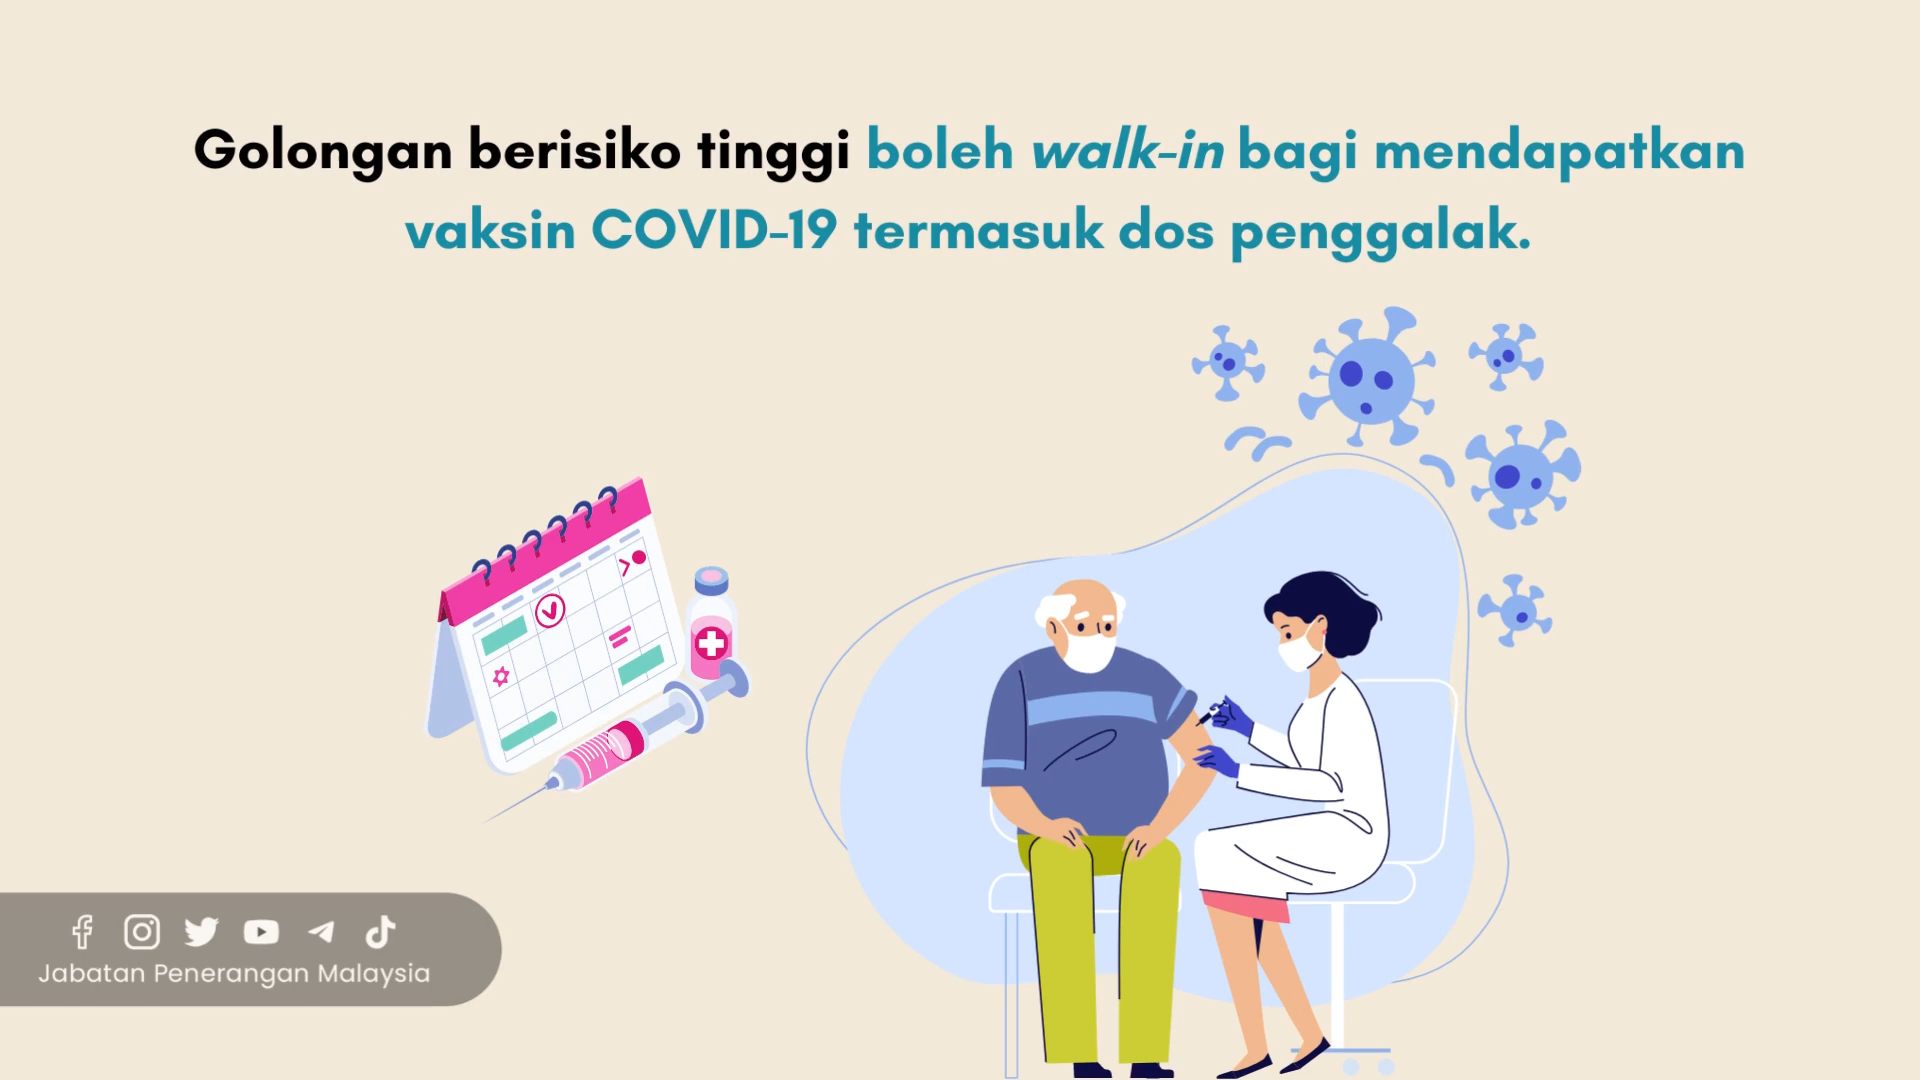 Golongan berisiko tinggi boleh walk-in bagi mendapatkan
vaksin COVID-19 termasuk dos penggalak.
Jabatan Penerangan Malaysia